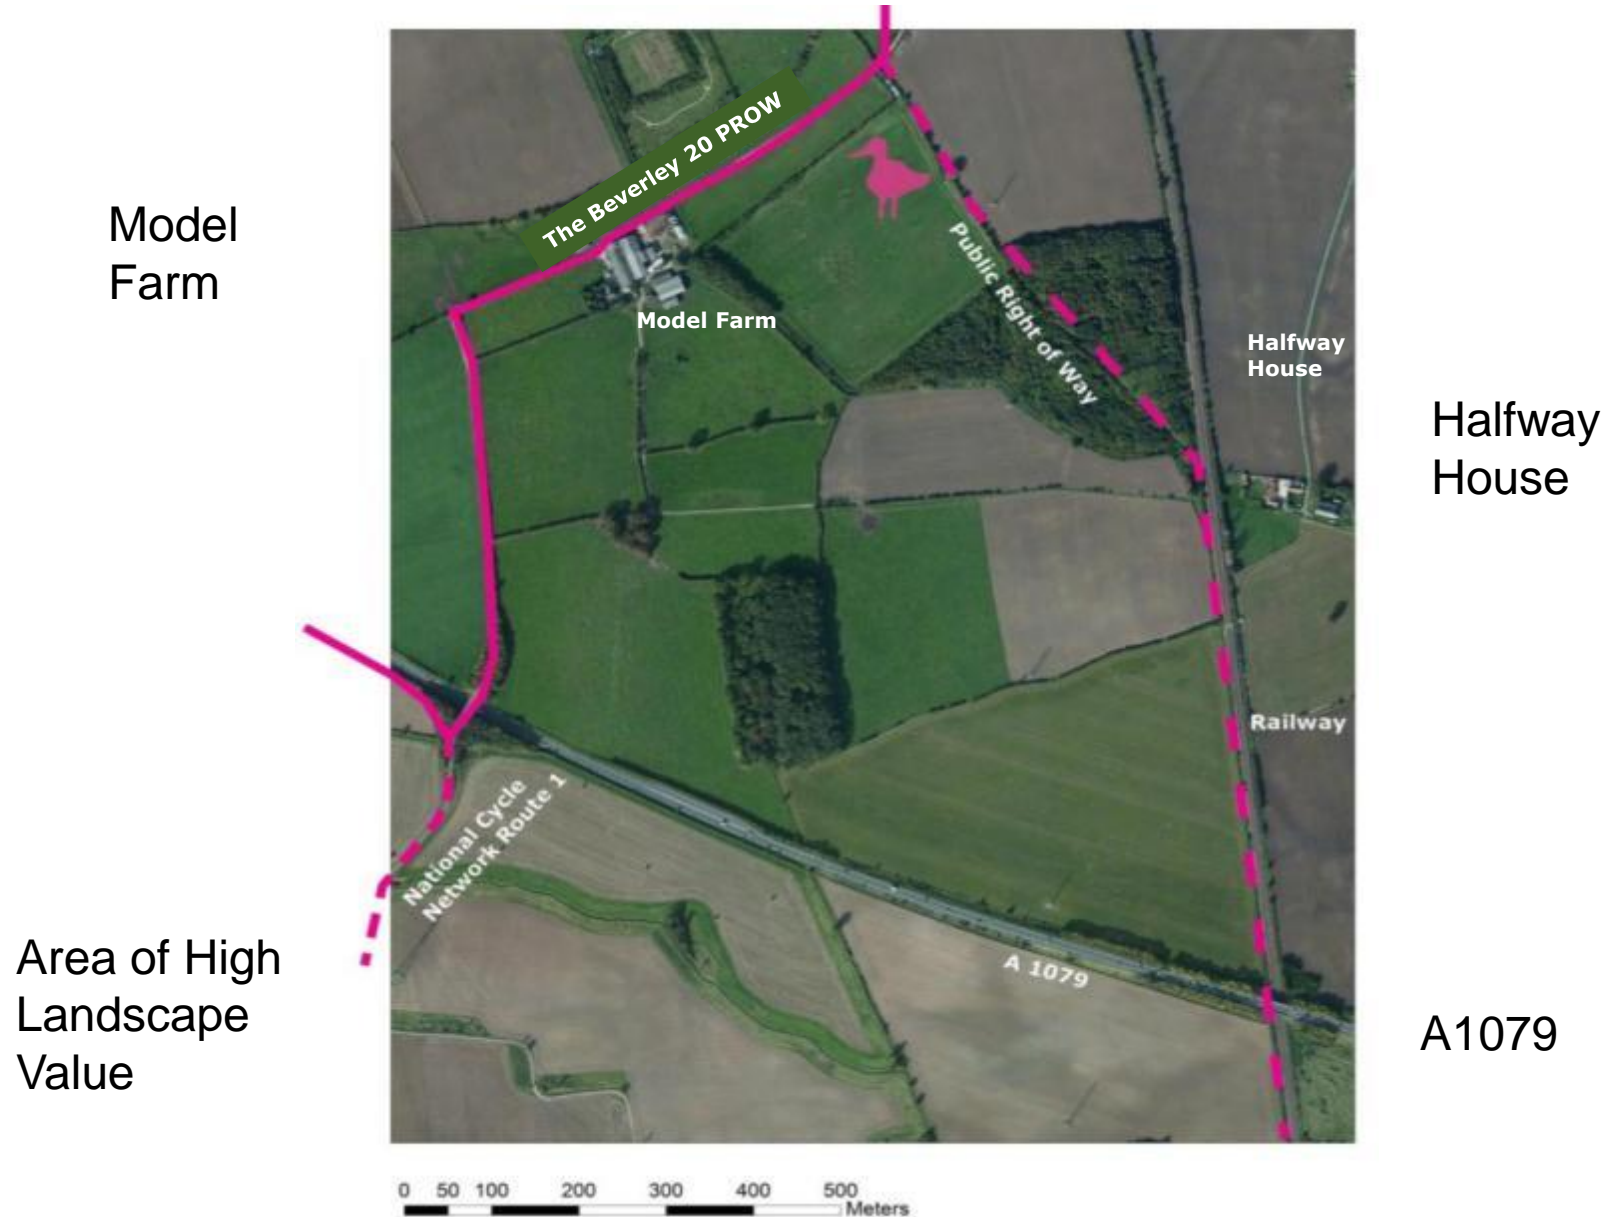 The Beverley 20 PROW
Model
Farm
Model Farm
Public Right of Way
Halfway
House
Halfway
House
Railway
National Cycle
Network Route 1
Area of High
Landscape
Value
A 1079
A1079
0 50 100 200 300 400 500
Meters